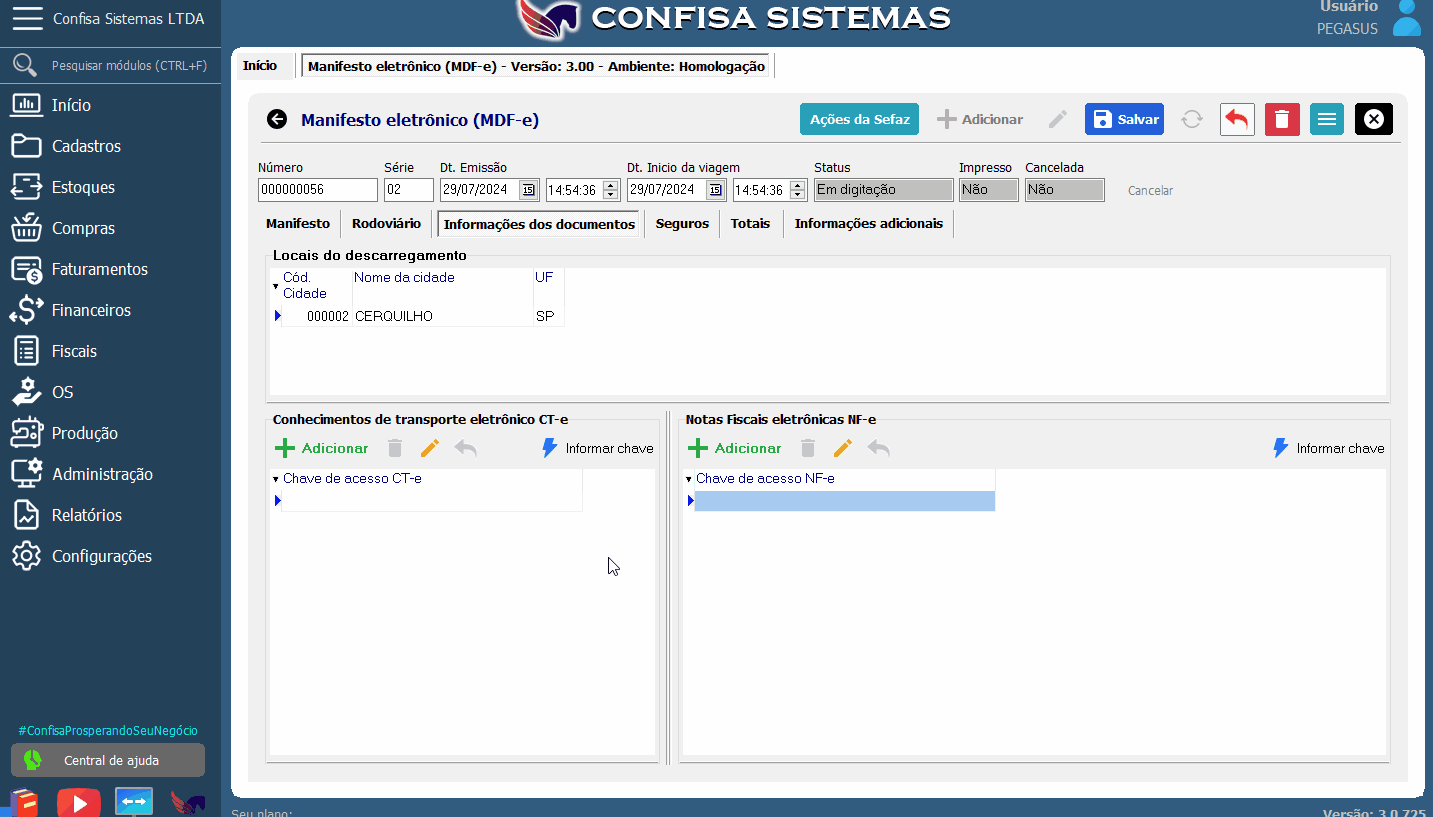 Confisa Sistemas LTDA
CONFISA SISTEMAS
Usuário
PEGASUS
Pesquisar módulos (CTRL+F)
Início
Cadastros
Estoques
Compras
Faturamentos
Financeiros
Fiscais
OS
Produção
Administração
Relatórios
Configurações
#ConfisaProsperandoSeuNegócio
Central de ajuda
Início
Manifesto eletrônico (MDF-e) - Versão: 3.00 - Ambiente: Homologação
Manifesto eletrônico (MDF-e)
Ações da Sefaz
Adicionar
Salvar
Número Série Dt. Emissão Dt. Inicio da viagem Status Impresso Cancelada
000000056 02 29/07/2024 15 14:54:36 29/07/2024 15 14:54:36 Em digitação Não Não Cancelar
Manifesto Rodoviário Informações dos documentos Seguros Totais Informações adicionais
Locais do descarregamento
Cód. Cidade Nome da cidade UF
000002 CERQUILHO SP
Conhecimentos de transporte eletrônico CT-e
Adicionar Informar chave
Chave de acesso CT-e
Notas Fiscais eletrônicas NF-e
Adicionar Informar chave
Chave de acesso NF-e
Seu plano:
Versão: 3.0.725